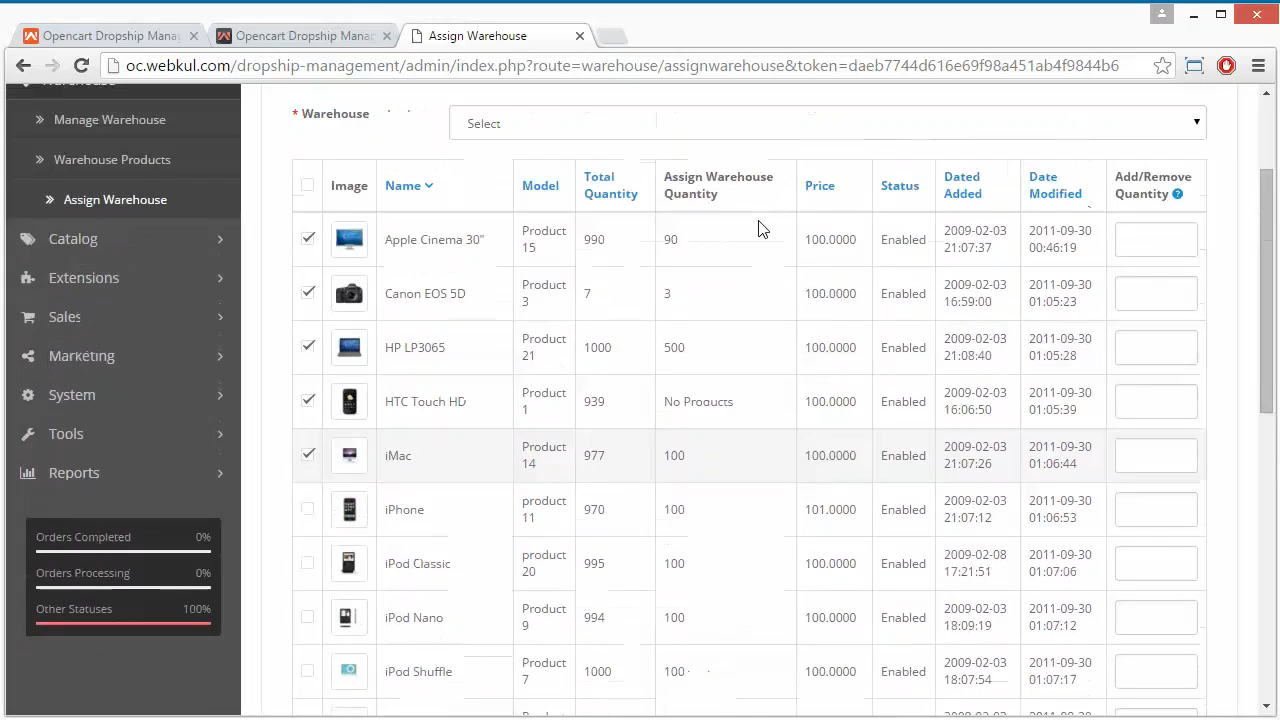 Opencart Dropship Mana
Opencart Dropship Mana
Assign Warehouse
oc.webkul.com/dropship-management/admin/index.php?route=warehouse/assignwarehouse&token=daeb7744d616e69f98a451ab4f9844b6
Manage Warehouse
Warehouse Products
Assign Warehouse
Catalog
Extensions
Sales
Marketing
System
Tools
Reports
Orders Completed 0%
Orders Processing 0%
Other Statuses 100%
* Warehouse Select
Image Name Model Total Quantity Assign Warehouse Quantity Price Status Dated Added Date Modified Add/Remove Quantity ?
Apple Cinema 30" Product 15 990 90 100.0000 Enabled 2009-02-03 21:07:37 2011-09-30 00:46:19
Canon EOS 5D Product 3 7 3 100.0000 Enabled 2009-02-03 16:59:00 2011-09-30 01:05:23
HP LP3065 Product 21 1000 500 100.0000 Enabled 2009-02-03 21:08:40 2011-09-30 01:05:28
HTC Touch HD Product 1 939 No Products 100.0000 Enabled 2009-02-03 16:06:50 2011-09-30 01:05:39
iMac Product 14 977 100 100.0000 Enabled 2009-02-03 21:07:26 2011-09-30 01:06:44
iPhone product 11 970 100 101.0000 Enabled 2009-02-03 21:07:12 2011-09-30 01:06:53
iPod Classic product 20 995 100 100.0000 Enabled 2009-02-08 17:21:51 2011-09-30 01:07:06
iPod Nano Product 9 994 100 100.0000 Enabled 2009-02-03 18:09:19 2011-09-30 01:07:12
iPod Shuffle Product 7 1000 100 100.0000 Enabled 2009-02-03 18:07:54 2011-09-30 01:07:17